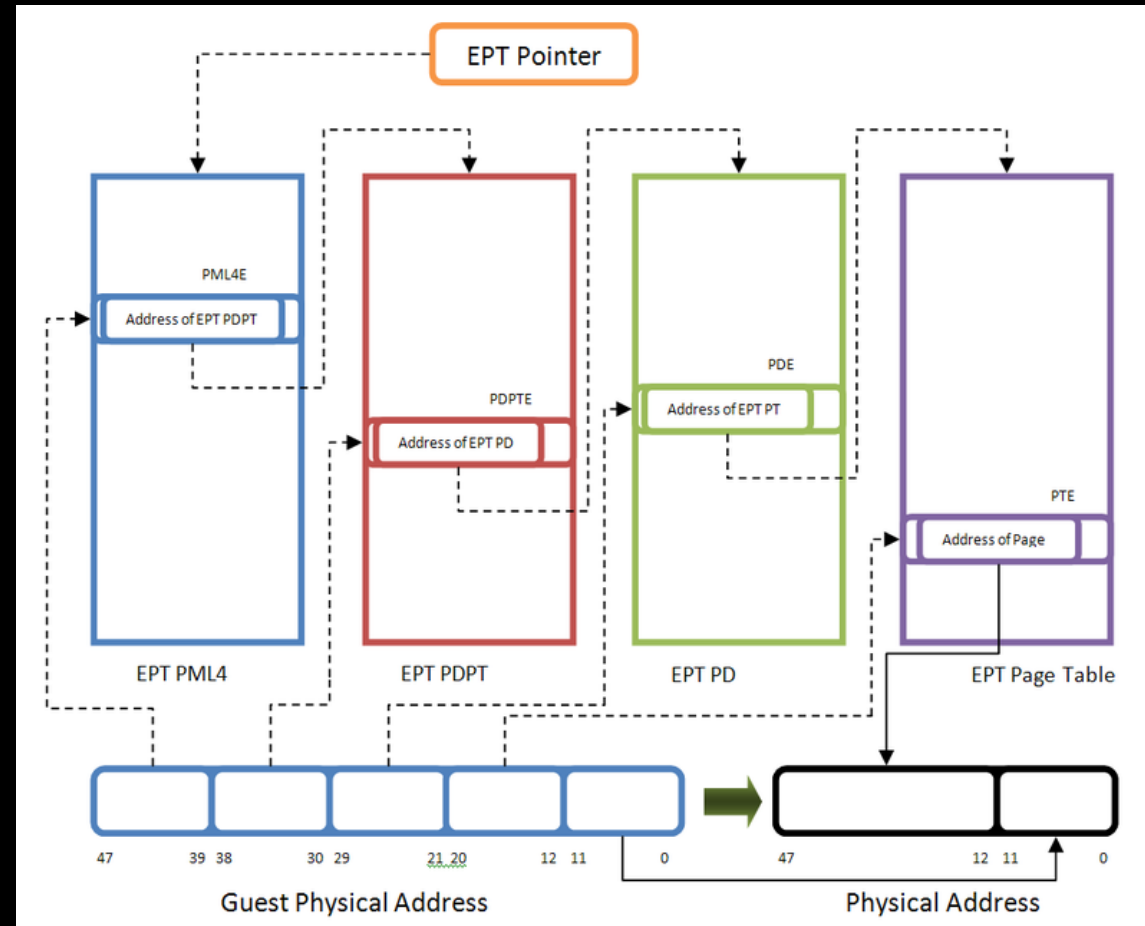 EPT Pointer
PML4E
Address of EPT PDPT
PDE
Address of EPT PT
PDPTE
Address of EPT PD
PTE
Address of Page
EPT PML4
EPT PDPT
EPT PD
EPT Page Table
47 39 38 30 29 21 20 12 11 0
47 12 11 0
Guest Physical Address
Physical Address